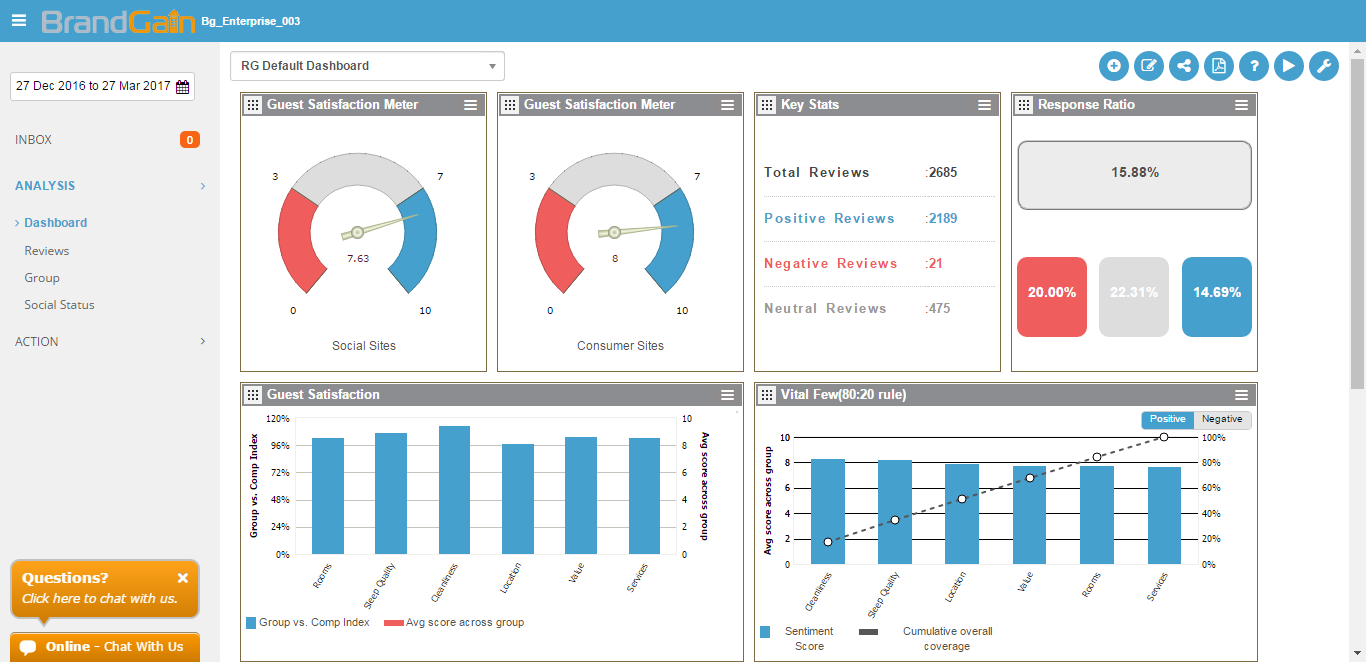 BrandGain Bg_Enterprise_003
27 Dec 2016 to 27 Mar 2017
INBOX 0
ANALYSIS
Dashboard
Reviews
Group
Social Status
ACTION
Questions?
Click here to chat with us.
Online - Chat With Us
RG Default Dashboard
?
Guest Satisfaction Meter
3
7
7.63
0
10
Social Sites
Guest Satisfaction Meter
3
7
8
0
10
Consumer Sites
Key Stats
Total Reviews :2685
Positive Reviews :2189
Negative Reviews :21
Neutral Reviews :475
Response Ratio
15.88%
20.00% 22.31% 14.69%
Guest Satisfaction
Group vs. Comp Index
120%
96%
72%
48%
24%
0%
10
8
6
4
2
0
Avg score across group
Rooms
Sleep Quality
Cleanliness
Location
Value
Services
Group vs. Comp Index Avg score across group
Vital Few(80:20 rule)
Positive Negative
Avg score across group
10
8
6
4
2
0
100%
80%
60%
40%
20%
0%
Cleanliness
Sleep Quality
Location
Value
Rooms
Services
Sentiment
Score
Cumulative overall
coverage